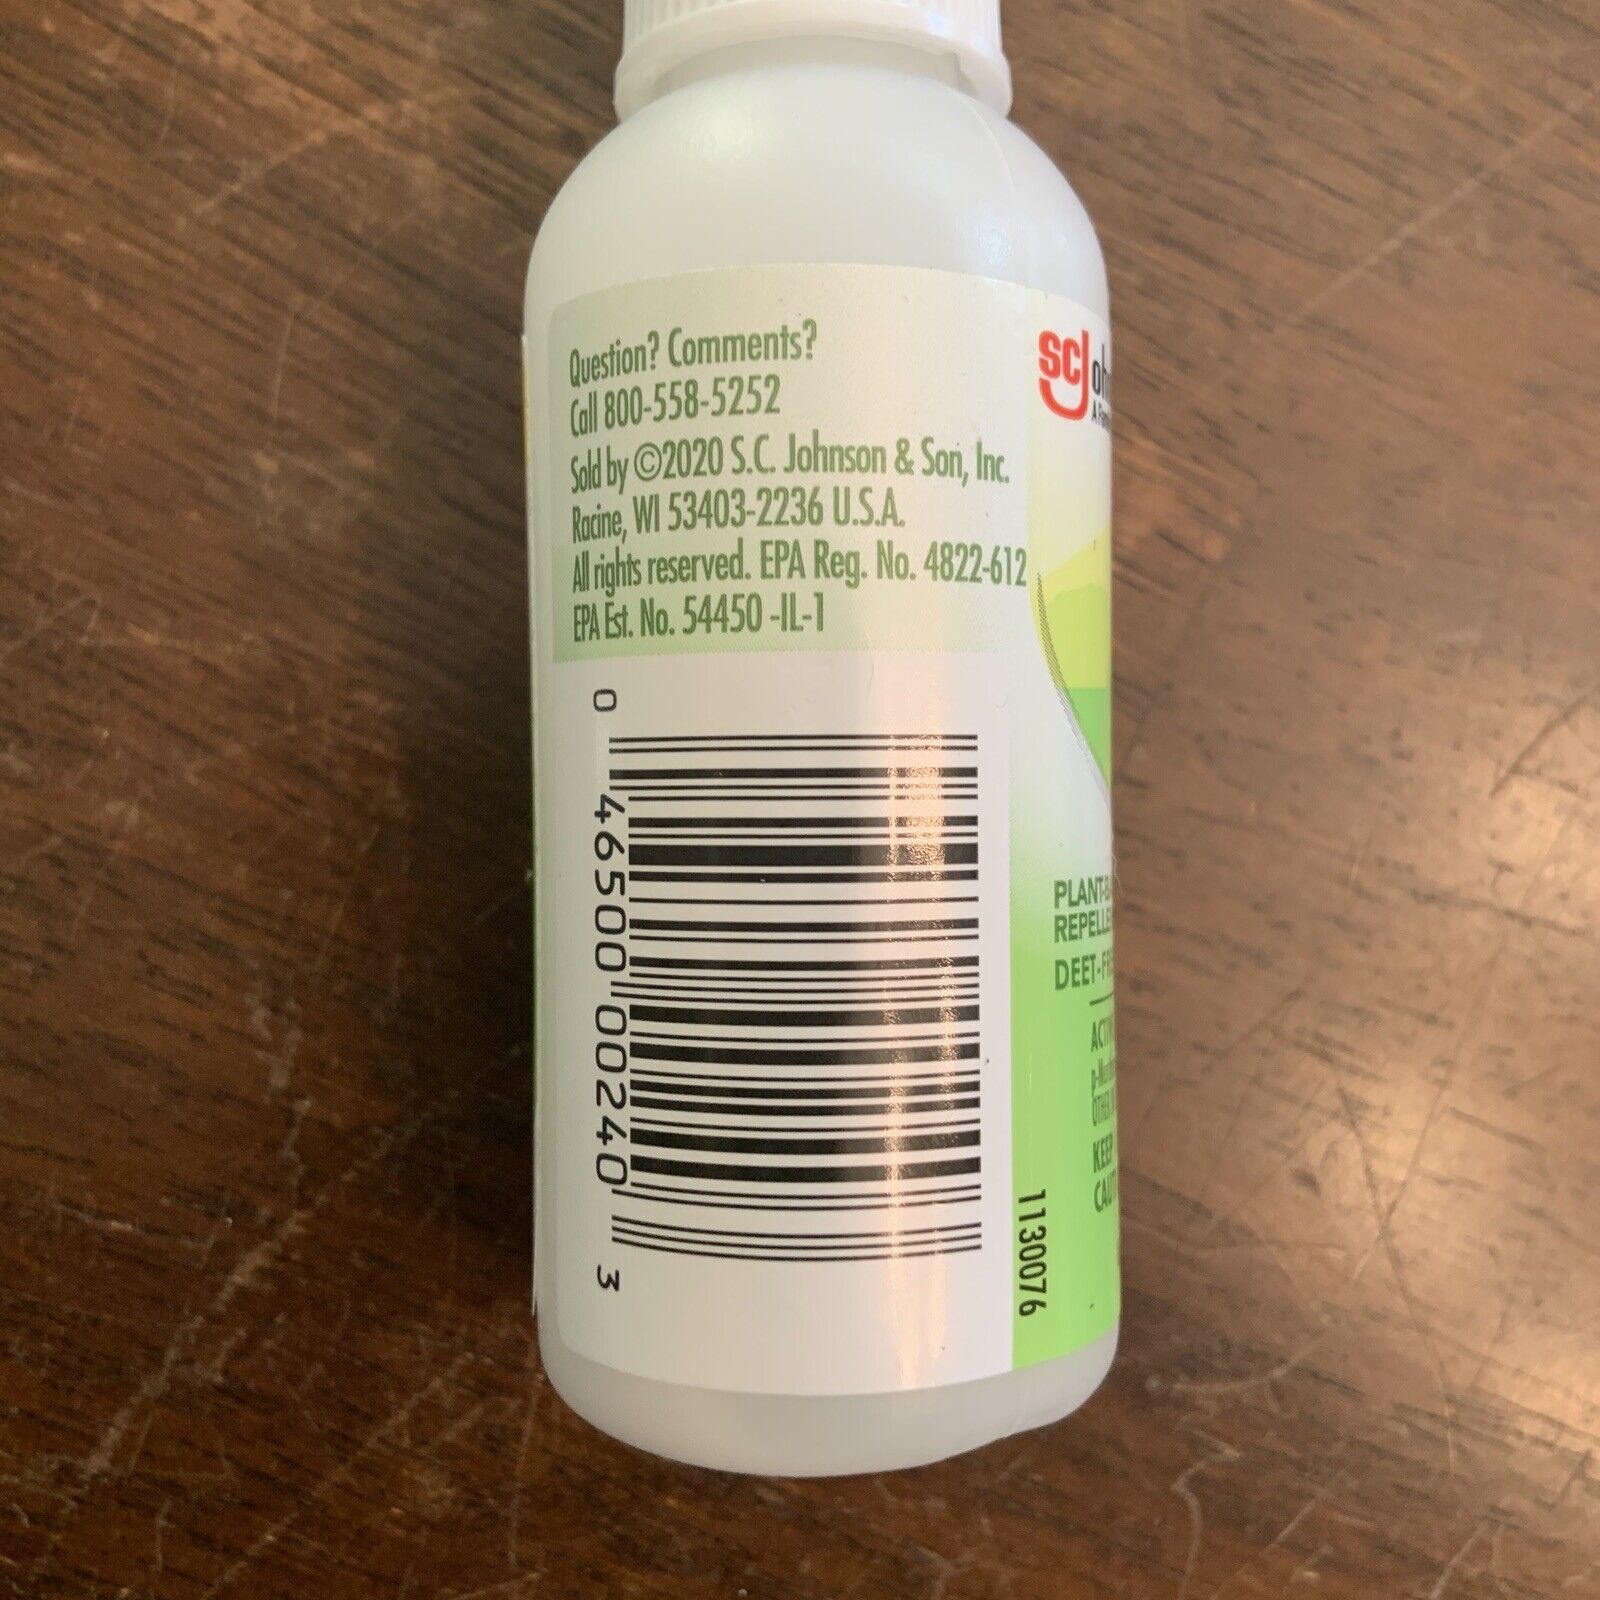 Question? Comments?
Call 800-558-5252
Sold by ©2020 S.C. Johnson & Son, Inc.
Racine, WI 53403-2236 U.S.A.
All rights reserved. EPA Reg. No. 4822-612
EPA Est. No. 54450 -IL-1
0 46500 00240 3
1130076
SC
REPELLE
DEET-FR
KEEP